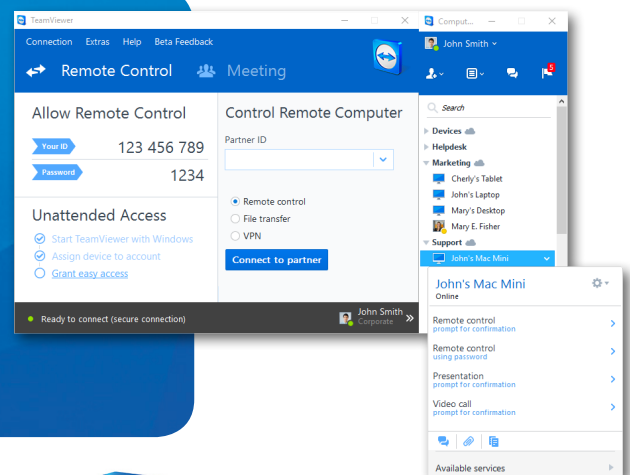 TeamViewer
Connection Extras Help Beta Feedback
Remote Control Meeting
Allow Remote Control
Your ID 123 456 789
Password 1234
Unattended Access
Start TeamViewer with Windows
Assign device to account
Grant easy access
Control Remote Computer
Partner ID
Remote control
File transfer
VPN
Connect to partner
Ready to connect (secure connection)
John Smith
Corporate
Comput...
John Smith
5
Search
Devices
Helpdesk
Marketing
Cherly's Tablet
John's Laptop
Mary's Desktop
Mary E. Fisher
Support
John's Mac Mini
John's Mac Mini
Online
Remote control
prompt for confirmation
Remote control
using password
Presentation
prompt for confirmation
Video call
prompt for confirmation
Available services